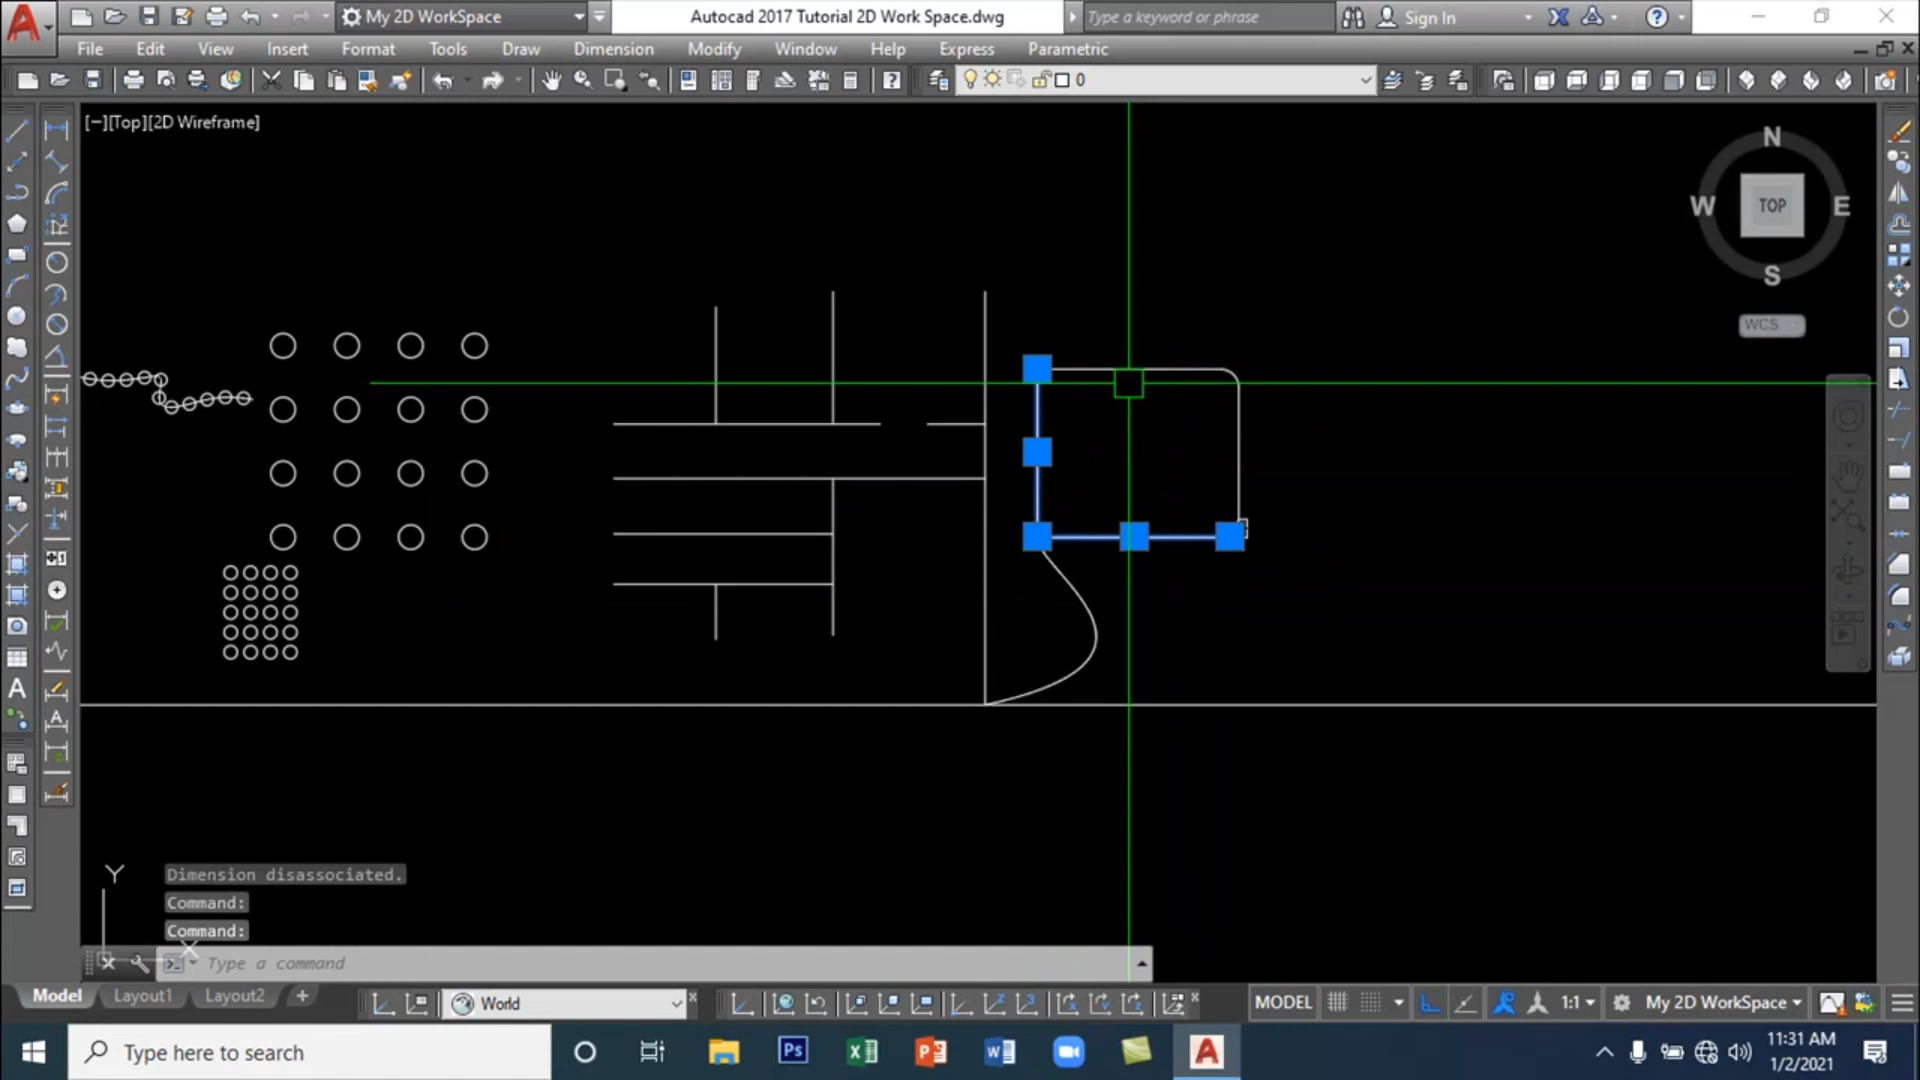 My 2D WorkSpace
Autocad 2017 Tutorial 2D Work Space.dwg
Type a keyword or phrase
Sign In
File Edit View Insert Format Tools Draw Dimension Modify Window Help Express Parametric
0
[−][Top][2D Wireframe]
N
W TOP E
S
WCS
Dimension disassociated.
Command:
Command:
Y
X
Type a command
Model Layout1 Layout2 +
World
MODEL
1:1
My 2D WorkSpace
Type here to search
11:31 AM
1/2/2021